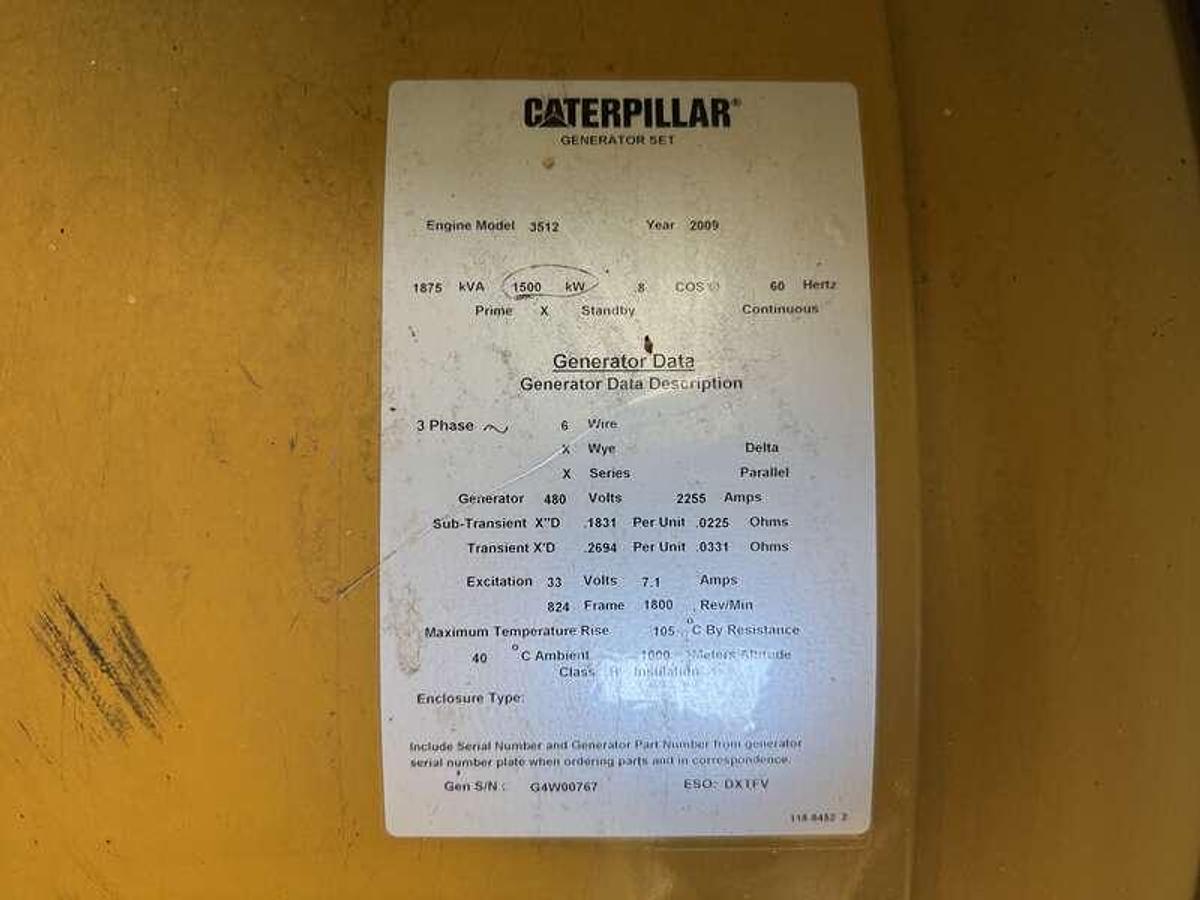 CATERPILLAR®
GENERATOR SET
Engine Model 3512 Year 2009
1875 kVA 1500 kW .8 COS 60 Hertz
Prime X Standby Continuous
Generator Data
Generator Data Description
3 Phase 6 Wire
X Wye Delta
X Series Parallel
Generator 480 Volts 2255 Amps
Sub-Transient X"D .1831 Per Unit .0225 Ohms
Transient X'D .2694 Per Unit .0331 Ohms
Excitation 33 Volts 7.1 Amps
824 Frame 1800 Rev/Min
Maximum Temperature Rise 105 °C By Resistance
40 °C Ambient 1000 Meters Altitude
Class Insulation
Enclosure Type:
Include Serial Number and Generator Part Number from generator
serial number plate when ordering parts and in correspondence.
Gen S/N : G4W00767 ESO: DXTFV
118-8452 2